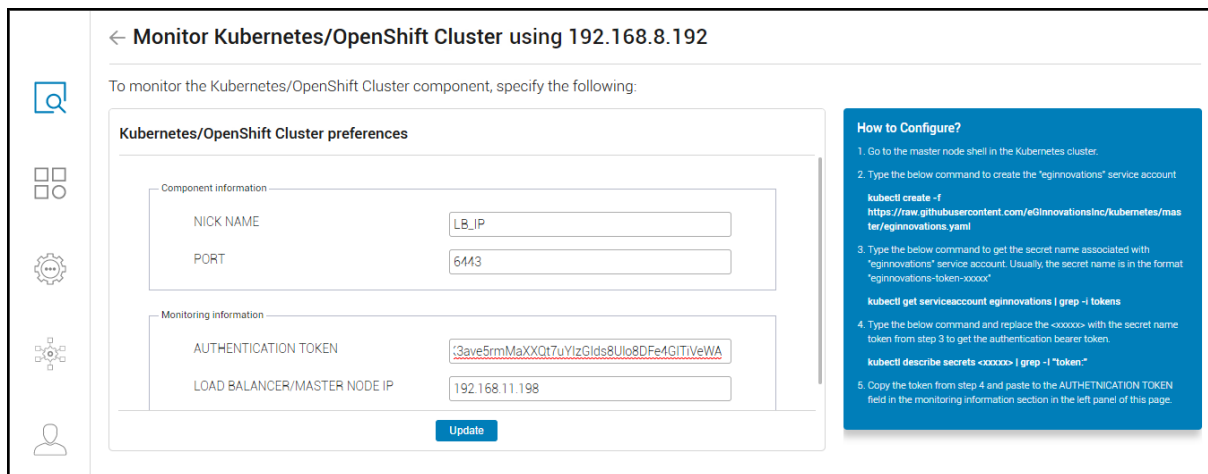 ← Monitor Kubernetes/OpenShift Cluster using 192.168.8.192
To monitor the Kubernetes/OpenShift Cluster component, specify the following:
Kubernetes/OpenShift Cluster preferences
Component information
NICK NAME
LB_IP
PORT
6443
Monitoring information
AUTHENTICATION TOKEN
:3ave5rmMaXXQt7uYIzGIds8UIo8DFe4GITiVeWA
LOAD BALANCER/MASTER NODE IP
192.168.11.198
Update
How to Configure?
1. Go to the master node shell in the Kubernetes cluster.
2. Type the below command to create the "eginnovations" service account
kubectl create -f
https://raw.githubusercontent.com/eGInnovationsInc/kubernetes/mas
ter/eginnovations.yaml
3. Type the below command to get the secret name associated with
"eginnovations" service account. Usually, the secret name is in the format
"eginnovations-token-xxxxx"
kubectl get serviceaccount eginnovations | grep -i tokens
4. Type the below command and replace the <xxxxx> with the secret name
token from step 3 to get the authentication bearer token.
kubectl describe secrets <xxxxx> | grep -I "token:"
5. Copy the token from step 4 and paste to the AUTHETNICATION TOKEN
field in the monitoring information section in the left panel of this page.